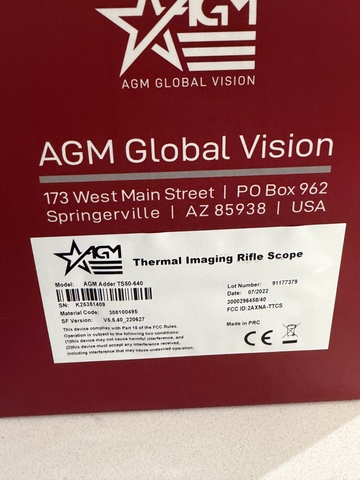 AGM
AGM GLOBAL VISION
AGM Global Vision
173 West Main Street | PO Box 962
Springerville | AZ 85938 | USA
AGM
Thermal Imaging Rifle Scope
Model: AGM Adder TS50-640
SN: K25351409
Material Code: 308100495
SF Version: V5.5.40_220627
This device complies with Part 15 of the FCC Rules.
Operation is subject to the following two conditions:
(1)this device may not cause harmful interference, and
(2)this device must accept any interference received,
including interference that may cause undesired
operation.
Lot Number: 91177379
Date: 07/2022
3000296458/40
FCC ID:2AXNA-TTCS
Made in PRC
CE